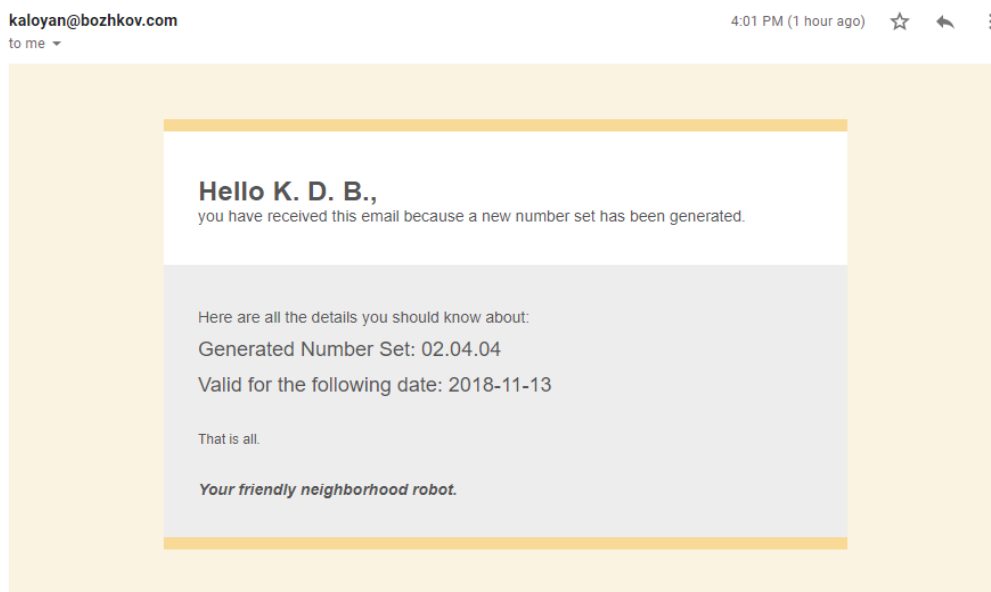 kaloyan@bozhkov.com
4:01 PM (1 hour ago)
to me
Hello K. D. B.,
you have received this email because a new number set has been generated.
Here are all the details you should know about:
Generated Number Set: 02.04.04
Valid for the following date: 2018-11-13
That is all.
Your friendly neighborhood robot.